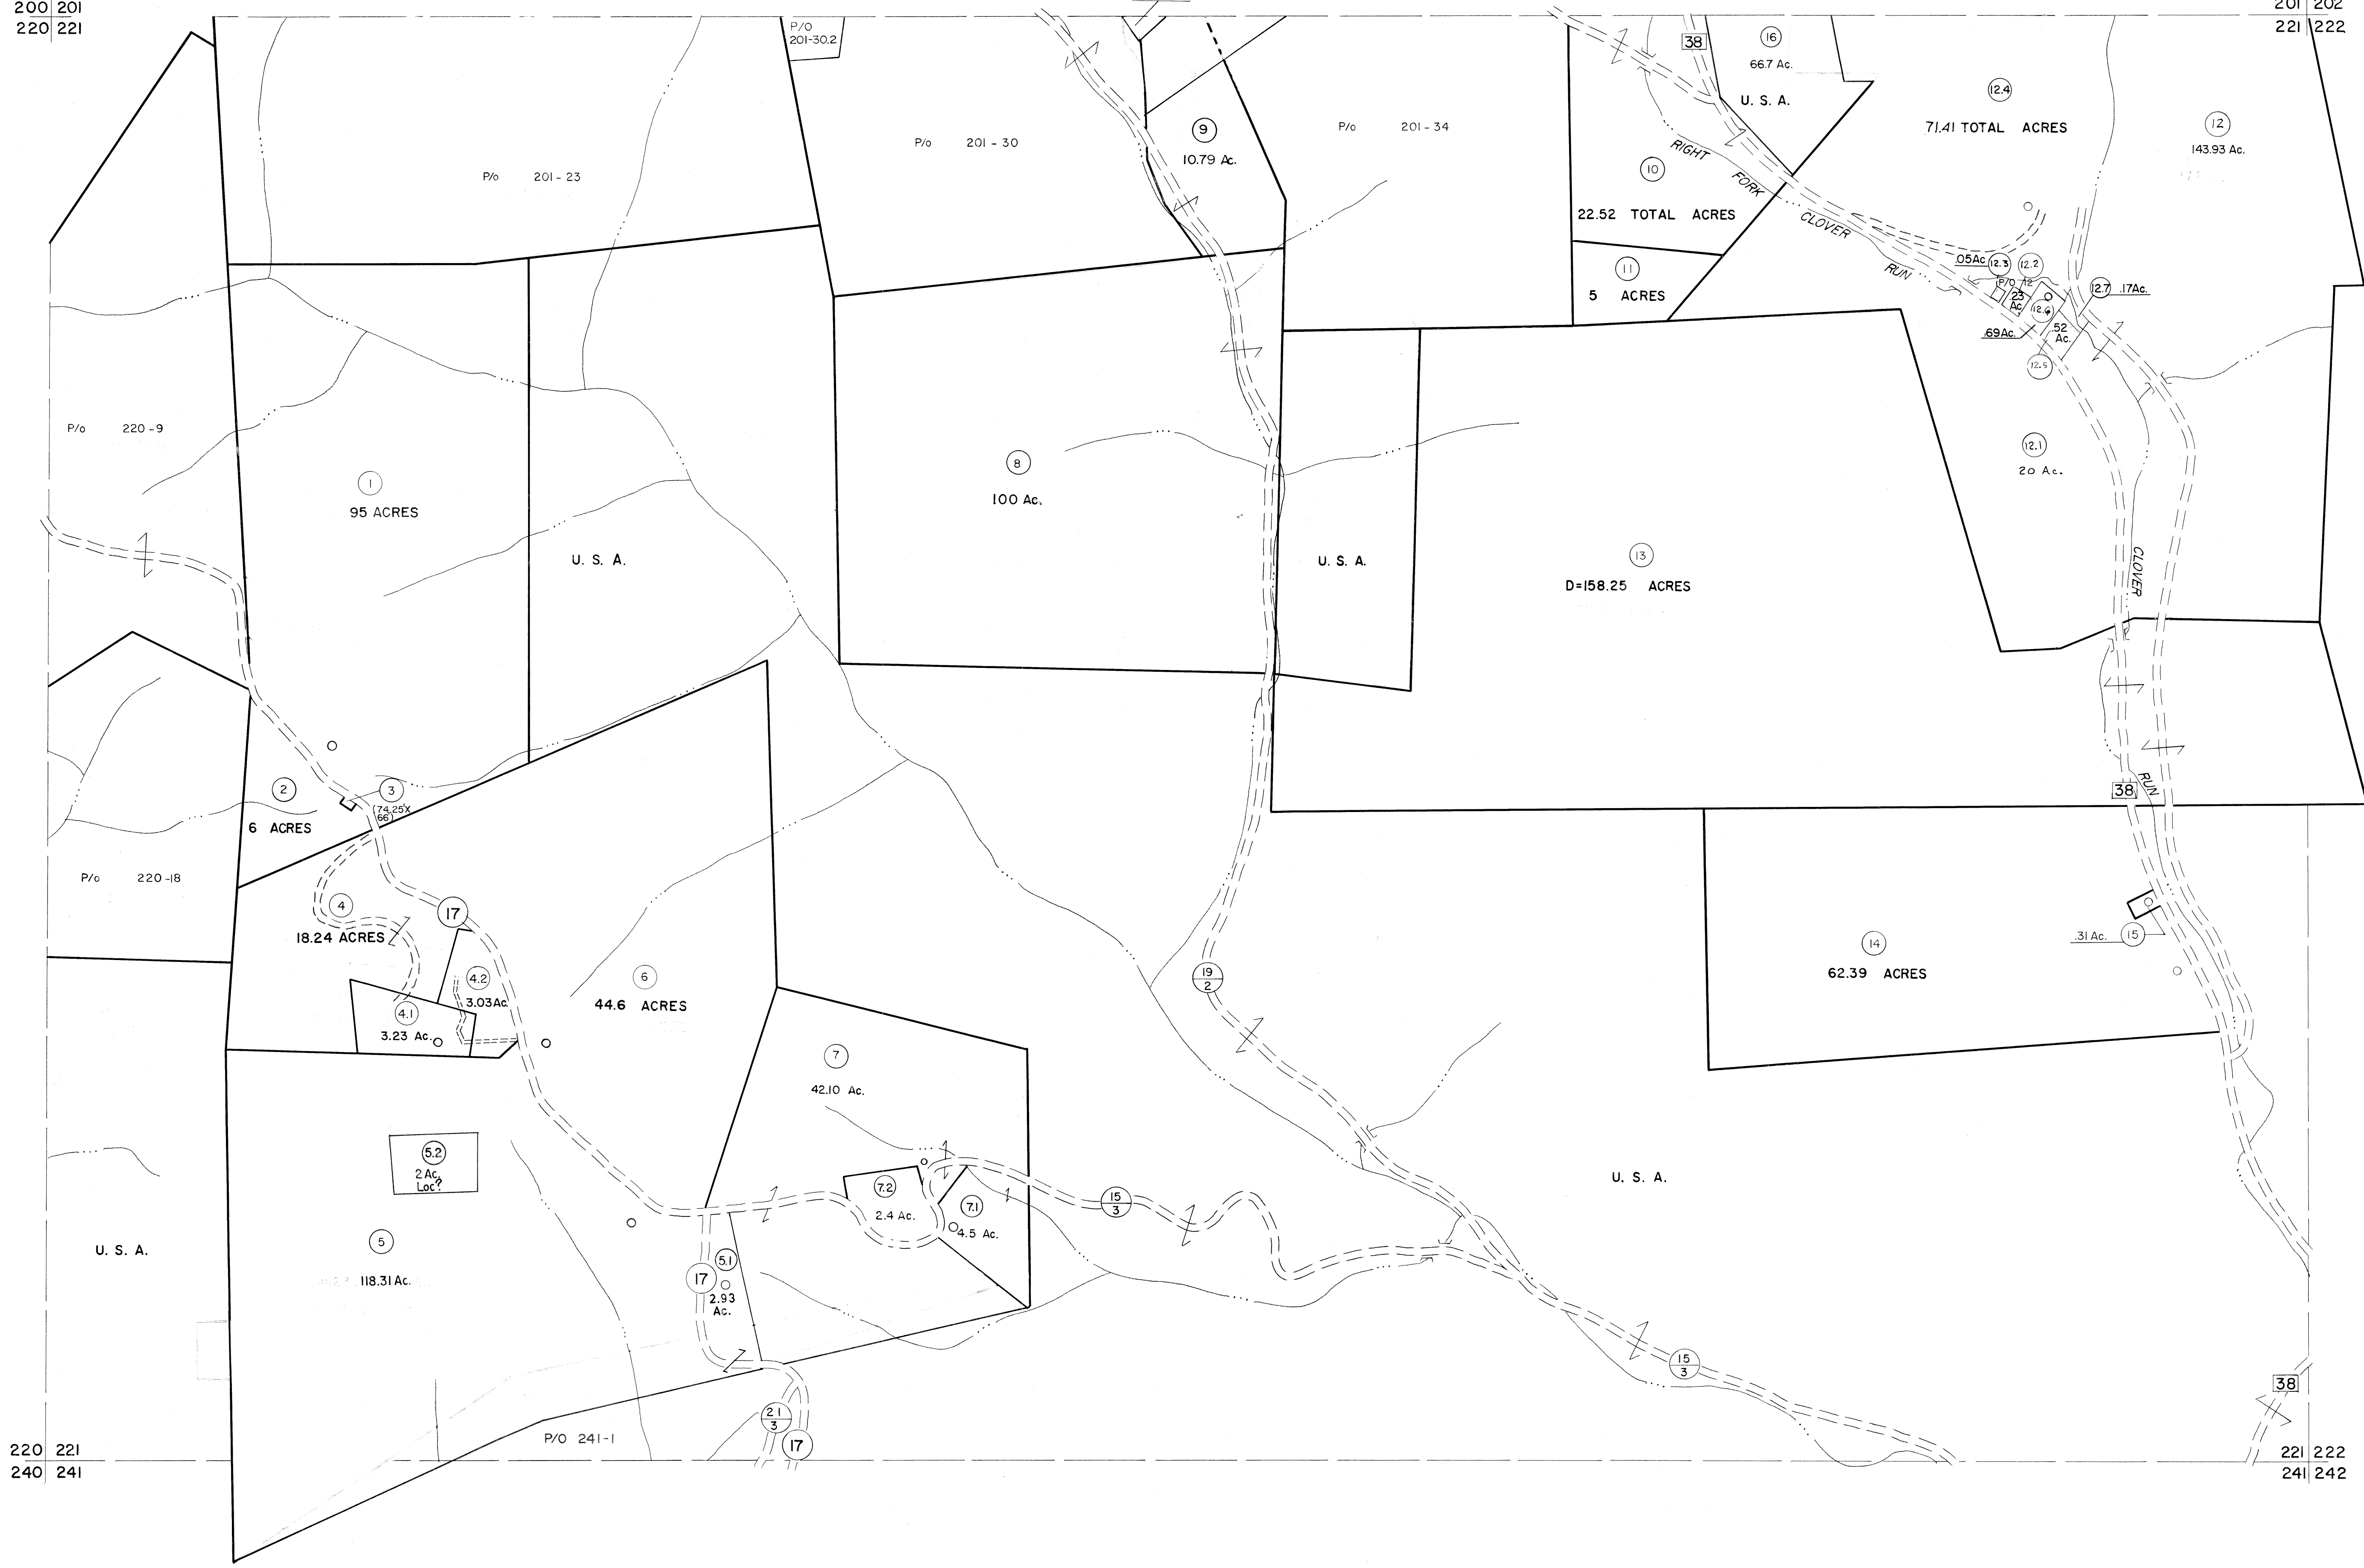 200 201
220 221
201 202
221 222
P/O
201-30.2
38
16
66.7 Ac.
U. S. A.
12.4
71.41 TOTAL ACRES
12
143.93 Ac.
P/o 201-23
P/o 201-30
9
10.79 Ac.
P/o 201-34
10
22.52 TOTAL ACRES
RIGHT
FORK
CLOVER
RUN
11
5 ACRES
.05Ac
12.3
12.2
P/O 12
.23
Ac
12.7
.17Ac.
.69Ac.
.52
Ac.
12.1
20 Ac.
P/o 220-9
1
95 ACRES
U. S. A.
8
100 Ac.
U. S. A.
13
D=158.25 ACRES
CLOVER
RUN
38
2
6 ACRES
3
(74.25'X
66')
P/o 220-18
4
18.24 ACRES
17
4.2
3.03Ac.
4.1
3.23 Ac.
6
44.6 ACRES
19
2
14
62.39 ACRES
.31 Ac.
15
7
42.10 Ac.
5.2
2 Ac.
Loc?
7.2
2.4 Ac.
7.1
4.5 Ac.
15
3
U. S. A.
U. S. A.
5
118.31 Ac.
5.1
2.93
Ac.
17
15
3
38
21
3
17
P/O 241-1
220 221
240 241
221 222
241 242